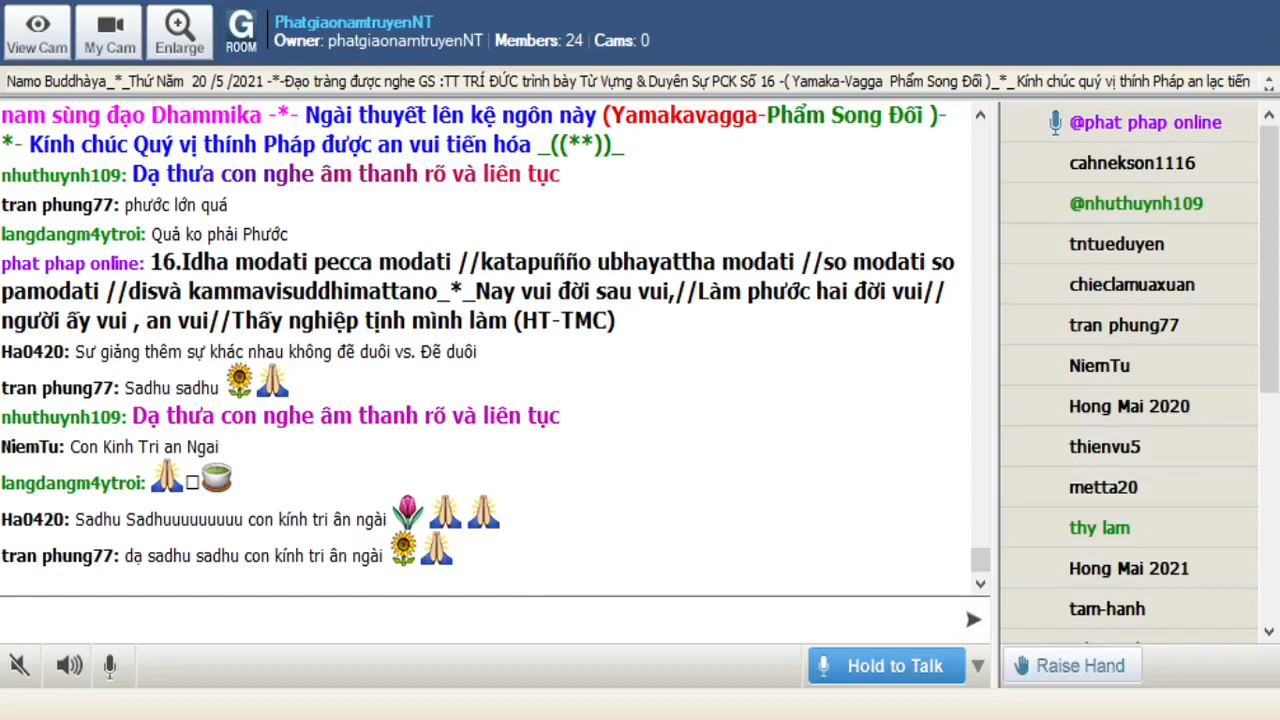 View Cam
My Cam
Enlarge
G
ROOM
PhatgiaonamtruyenNT
Owner: phatgiaonamtruyenNT | Members: 24 | Cams: 0
Namo Buddhàya_*_Thứ Năm  20 /5 /2021 -*-Đạo tràng được nghe GS :TT TRÍ ĐỨC trình bày Từ Vựng & Duyên Sự PCK Số 16 -( Yamaka-Vagga  Phẩm Song Đối )_*_ Kính chúc quý vị thính Pháp an lạc tiến
nam sùng đạo Dhammika -*- Ngài thuyết lên kệ ngôn này (Yamakavagga-Phẩm Song Đối )-
*- Kính chúc Quý vị thính Pháp được an vui tiến hóa _((**))_
nhuthuynh109: Dạ thưa con nghe âm thanh rõ và liên tục
tran phung77: phước lớn quá
langdangm4ytroi: Quả ko phải Phước
phat phap online: 16.Idha modati pecca modati //katapuñño ubhayattha modati //so modati so
pamodati //disvà kammavisuddhimattano_*_Nay vui đời sau vui,//Làm phước hai đời vui//
người ấy vui , an vui//Thấy nghiệp tịnh mình làm (HT-TMC)
Ha0420: Sư giảng thêm sự khác nhau không đẽ duôi vs. Đẽ duôi
tran phung77: Sadhu sadhu 🌻🙏
nhuthuynh109: Dạ thưa con nghe âm thanh rõ và liên tục
NiemTu: Con Kinh Tri an Ngai
langdangm4ytroi: 🙏□🍵
Ha0420: Sadhu Sadhuuuuuuuuu con kính tri ân ngài 🌷🙏🙏
tran phung77: dạ sadhu sadhu con kính tri ân ngài 🌻🙏
@phat phap online
cahnekson1116
@nhuthuynh109
tntueduyen
chieclamuaxuan
tran phung77
NiemTu
Hong Mai 2020
thienvu5
metta20
thy lam
Hong Mai 2021
tam-hanh
Hold to Talk
Raise Hand